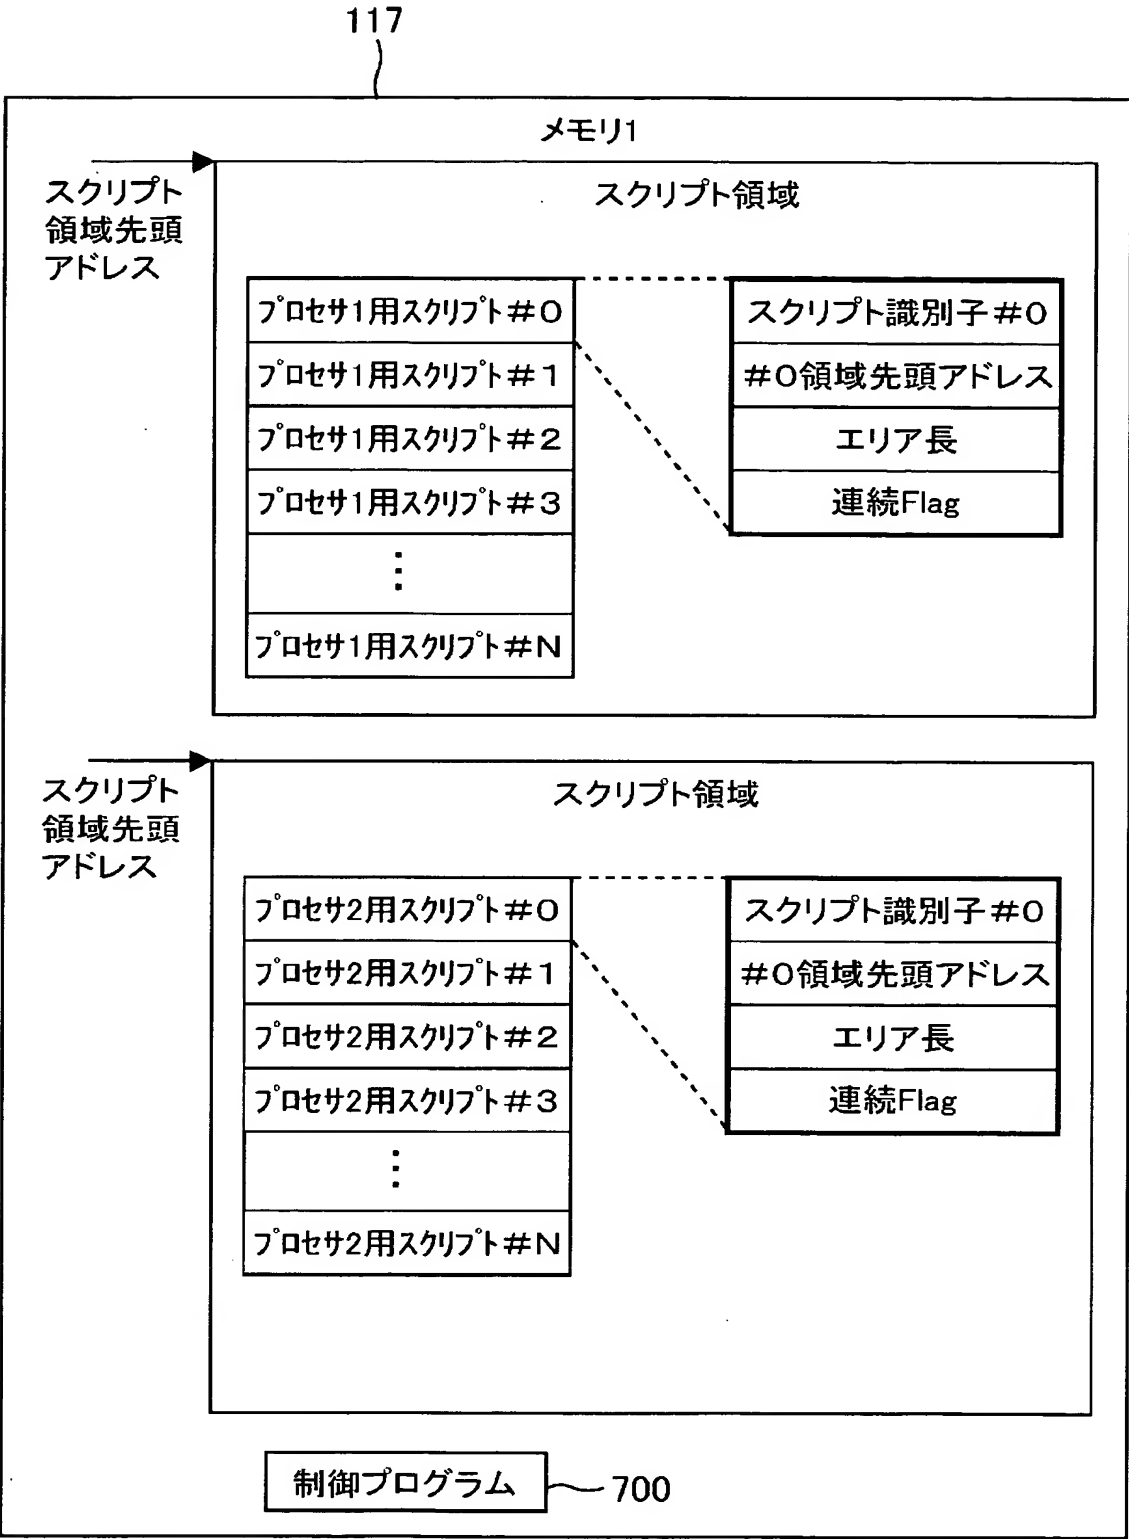 117
メモリ1
スクリプト
領域先頭
アドレス
スクリプト領域
プロセサ1用スクリプト#0
プロセサ1用スクリプト#1
プロセサ1用スクリプト#2
プロセサ1用スクリプト#3
⋮
プロセサ1用スクリプト#N
スクリプト識別子#0
#0領域先頭アドレス
エリア長
連続Flag
スクリプト
領域先頭
アドレス
スクリプト領域
プロセサ2用スクリプト#0
プロセサ2用スクリプト#1
プロセサ2用スクリプト#2
プロセサ2用スクリプト#3
⋮
プロセサ2用スクリプト#N
スクリプト識別子#0
#0領域先頭アドレス
エリア長
連続Flag
制御プログラム
700